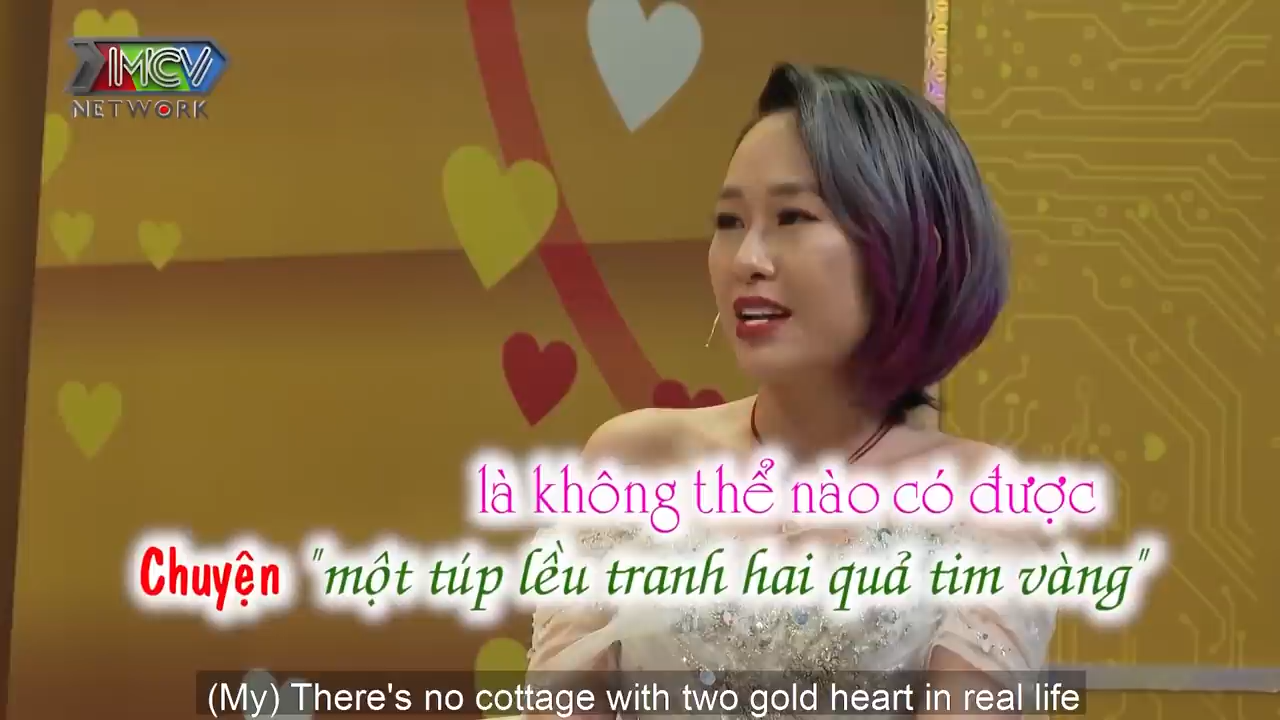 MCV
NETWORK
là không thể nào có được
Chuyện "một túp lều tranh hai quả tim vàng"
(My) There's no cottage with two gold heart in real life